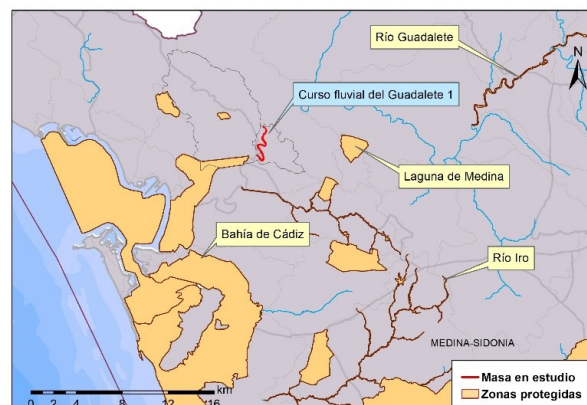 Río Guadalete
N
Curso fluvial del Guadalete 1
Laguna de Medina
Bahía de Cádiz
Río Iro
MEDINA-SIDONIA
km
0 2 4 8 12 16
Masa en estudio
Zonas protegidas